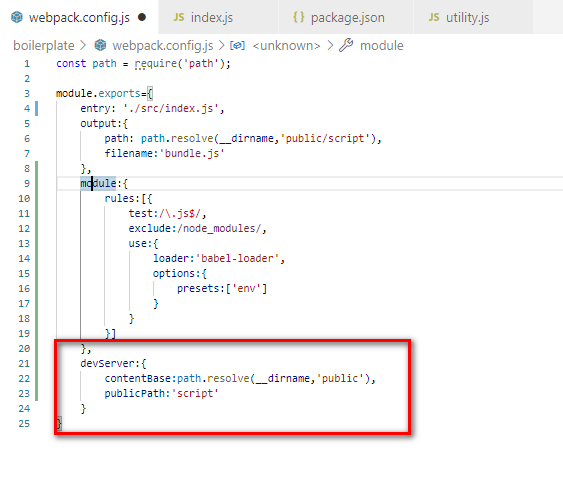 webpack.config.js ● JS index.js { } package.json JS utility.js
boilerplate > webpack.config.js > <unknown> > module
1 const path = require('path');
2
3 module.exports={
4 entry: './src/index.js',
5 output:{
6 path: path.resolve(__dirname,'public/script'),
7 filename:'bundle.js'
8 },
9 module:{
10 rules:[{
11 test:/\.js$/,
12 exclude:/node_modules/,
13 use:{
14 loader:'babel-loader',
15 options:{
16 presets:['env']
17 }
18 }
19 }]
20 },
21 devServer:{
22 contentBase:path.resolve(__dirname,'public'),
23 publicPath:'script'
24 }
25 }